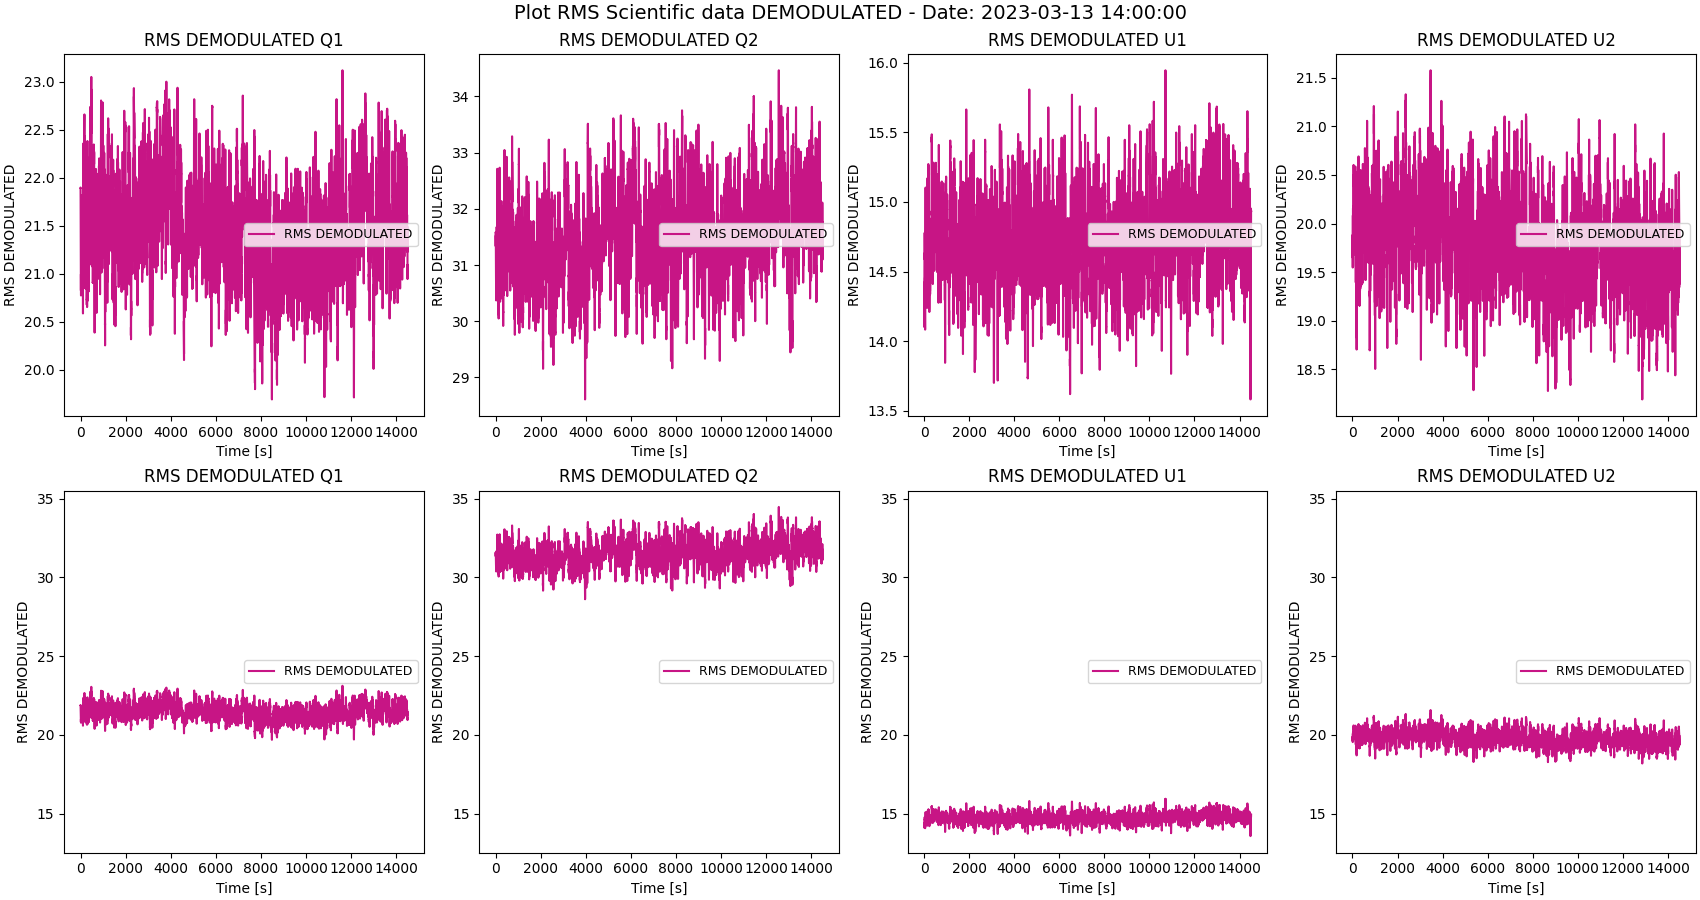 Plot RMS Scientific data DEMODULATED - Date: 2023-03-13 14:00:00
RMS DEMODULATED Q1
RMS DEMODULATED
23.0
22.5
22.0
21.5
21.0
20.5
20.0
RMS DEMODULATED
0 2000 4000 6000 8000 10000 12000 14000
Time [s]
RMS DEMODULATED Q2
RMS DEMODULATED
34
33
32
31
30
29
RMS DEMODULATED
0 2000 4000 6000 8000 10000 12000 14000
Time [s]
RMS DEMODULATED U1
RMS DEMODULATED
16.0
15.5
15.0
14.5
14.0
13.5
RMS DEMODULATED
0 2000 4000 6000 8000 10000 12000 14000
Time [s]
RMS DEMODULATED U2
RMS DEMODULATED
21.5
21.0
20.5
20.0
19.5
19.0
18.5
RMS DEMODULATED
0 2000 4000 6000 8000 10000 12000 14000
Time [s]
RMS DEMODULATED Q1
RMS DEMODULATED
35
30
25
20
15
RMS DEMODULATED
0 2000 4000 6000 8000 10000 12000 14000
Time [s]
RMS DEMODULATED Q2
RMS DEMODULATED
35
30
25
20
15
RMS DEMODULATED
0 2000 4000 6000 8000 10000 12000 14000
Time [s]
RMS DEMODULATED U1
RMS DEMODULATED
35
30
25
20
15
RMS DEMODULATED
0 2000 4000 6000 8000 10000 12000 14000
Time [s]
RMS DEMODULATED U2
RMS DEMODULATED
35
30
25
20
15
RMS DEMODULATED
0 2000 4000 6000 8000 10000 12000 14000
Time [s]